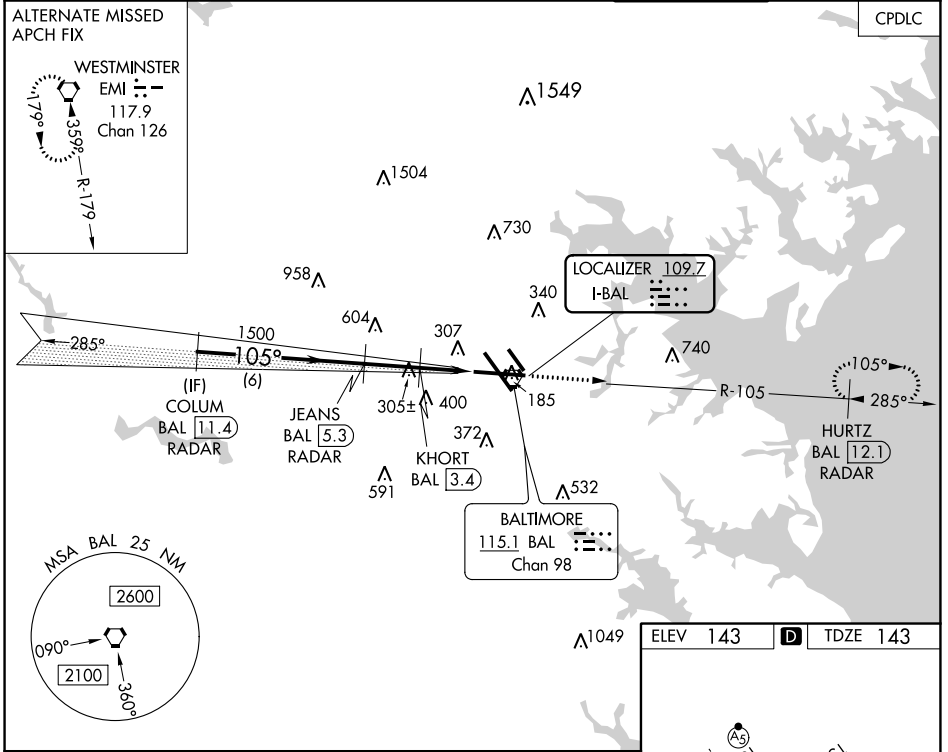 ALTERNATE MISSED
APCH FIX
WESTMINSTER
EMI
117.9
Chan 126
179°
359°
R-179
CPDLC
1549
1504
730
958
LOCALIZER 109.7
I-BAL
340
604
307
740
285°
1500
105°
(6)
(IF)
COLUM
BAL 11.4
RADAR
JEANS
BAL 5.3
RADAR
305±
400
KHORT
BAL 3.4
185
R-105
105°
285°
HURTZ
BAL 12.1
RADAR
372
591
532
BALTIMORE
115.1 BAL
Chan 98
MSA BAL 25 NM
2600
090°
2100
360°
1049
ELEV 143 D TDZE 143
A5